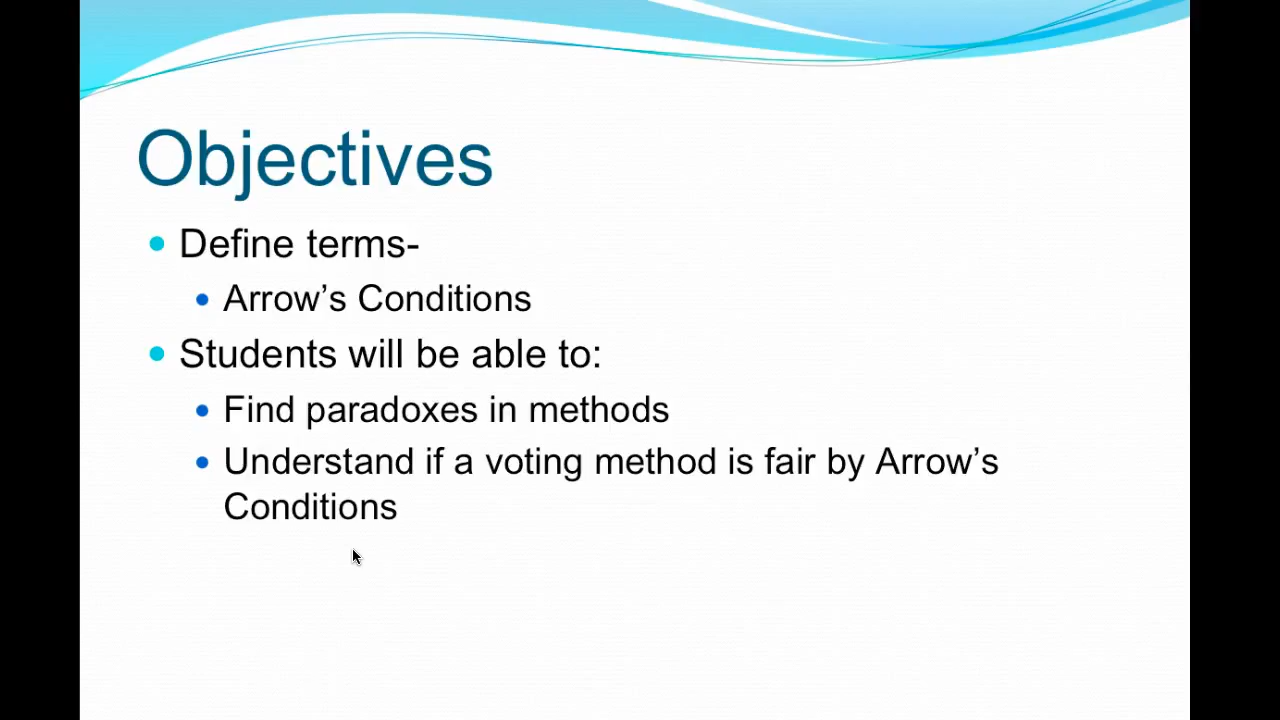 Objectives
Define terms-
Arrow’s Conditions
Students will be able to:
Find paradoxes in methods
Understand if a voting method is fair by Arrow’s
Conditions